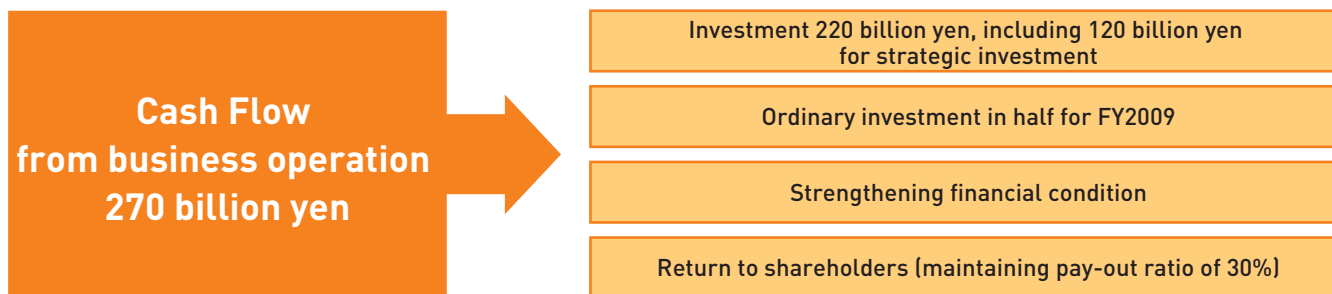 Cash Flow
from business operation
270 billion yen
Investment 220 billion yen, including 120 billion yen
for strategic investment
Ordinary investment in half for FY2009
Strengthening financial condition
Return to shareholders (maintaining pay-out ratio of 30%)